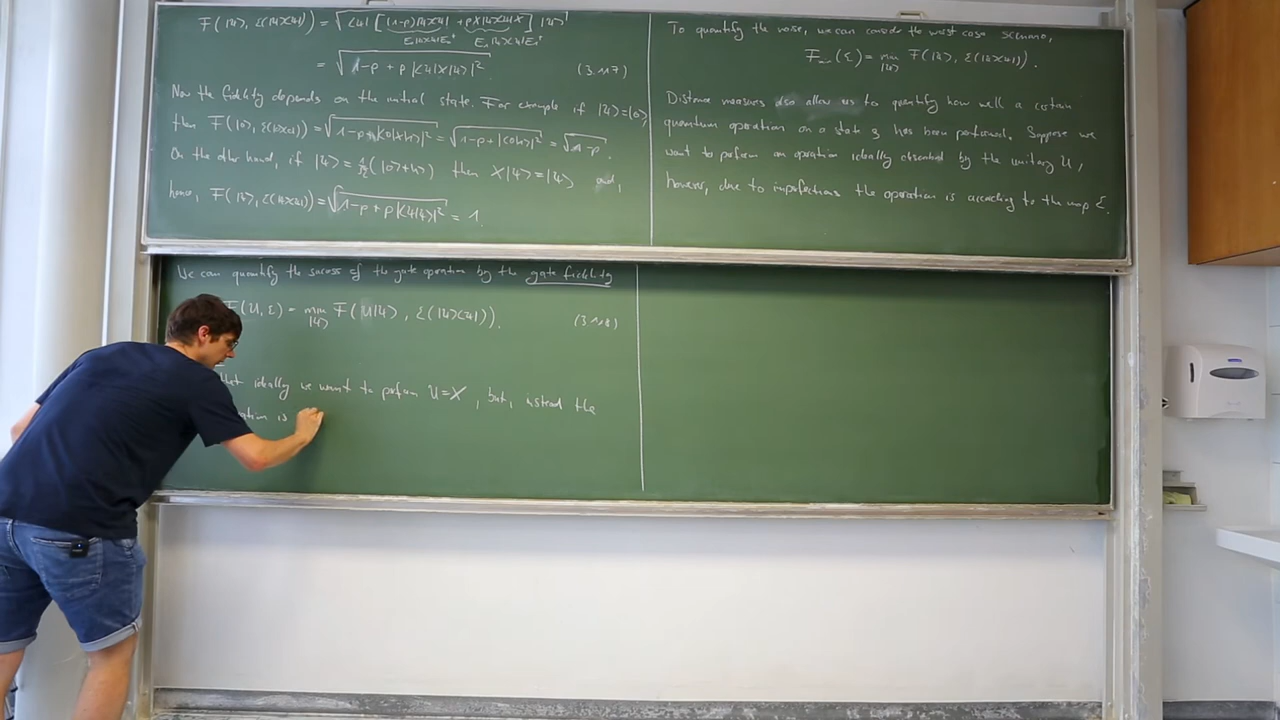 F(|ψ⟩, ℰ(|ψ⟩⟨ψ|)) = √(⟨ψ| [(1-p)|ψ⟩⟨ψ| + pX|ψ⟩⟨ψ|X] |ψ⟩)
E₀|ψ⟩⟨ψ|E₀† E₁|ψ⟩⟨ψ|E₁†
= √(1-p + p|⟨ψ|X|ψ⟩|²) (3.117)
Now the fidelity depends on the initial state. For example if |ψ⟩=|0⟩,
then F(|0⟩, ℰ(|0⟩⟨0|)) = √(1-p+p|⟨0|X|0⟩|²) = √(1-p+|⟨0|1⟩|²) = √(1-p).
On the other hand, if |ψ⟩ = 1/√2 (|0⟩+|1⟩) then X|ψ⟩=|ψ⟩ and,
hence, F(|ψ⟩, ℰ(|ψ⟩⟨ψ|)) = √(1-p + p|⟨ψ|ψ⟩|²) = 1.
To quantify the noise, we can consider the worst case scenario,
F_min(ℰ) = min_|ψ⟩ F(|ψ⟩, ℰ(|ψ⟩⟨ψ|)).
Distance measures also allow us to quantify how well a certain
quantum operation on a state ρ has been performed. Suppose we
want to perform an operation ideally described by the unitary U,
however, due to imperfections the operation is according to the map ℰ.
We can quantify the success of the gate operation by the gate fidelity
F(U, ℰ) = min_|ψ⟩ F(U|ψ⟩, ℰ(|ψ⟩⟨ψ|)). (3.118)
that ideally we want to perform U=X, but, instead the
is